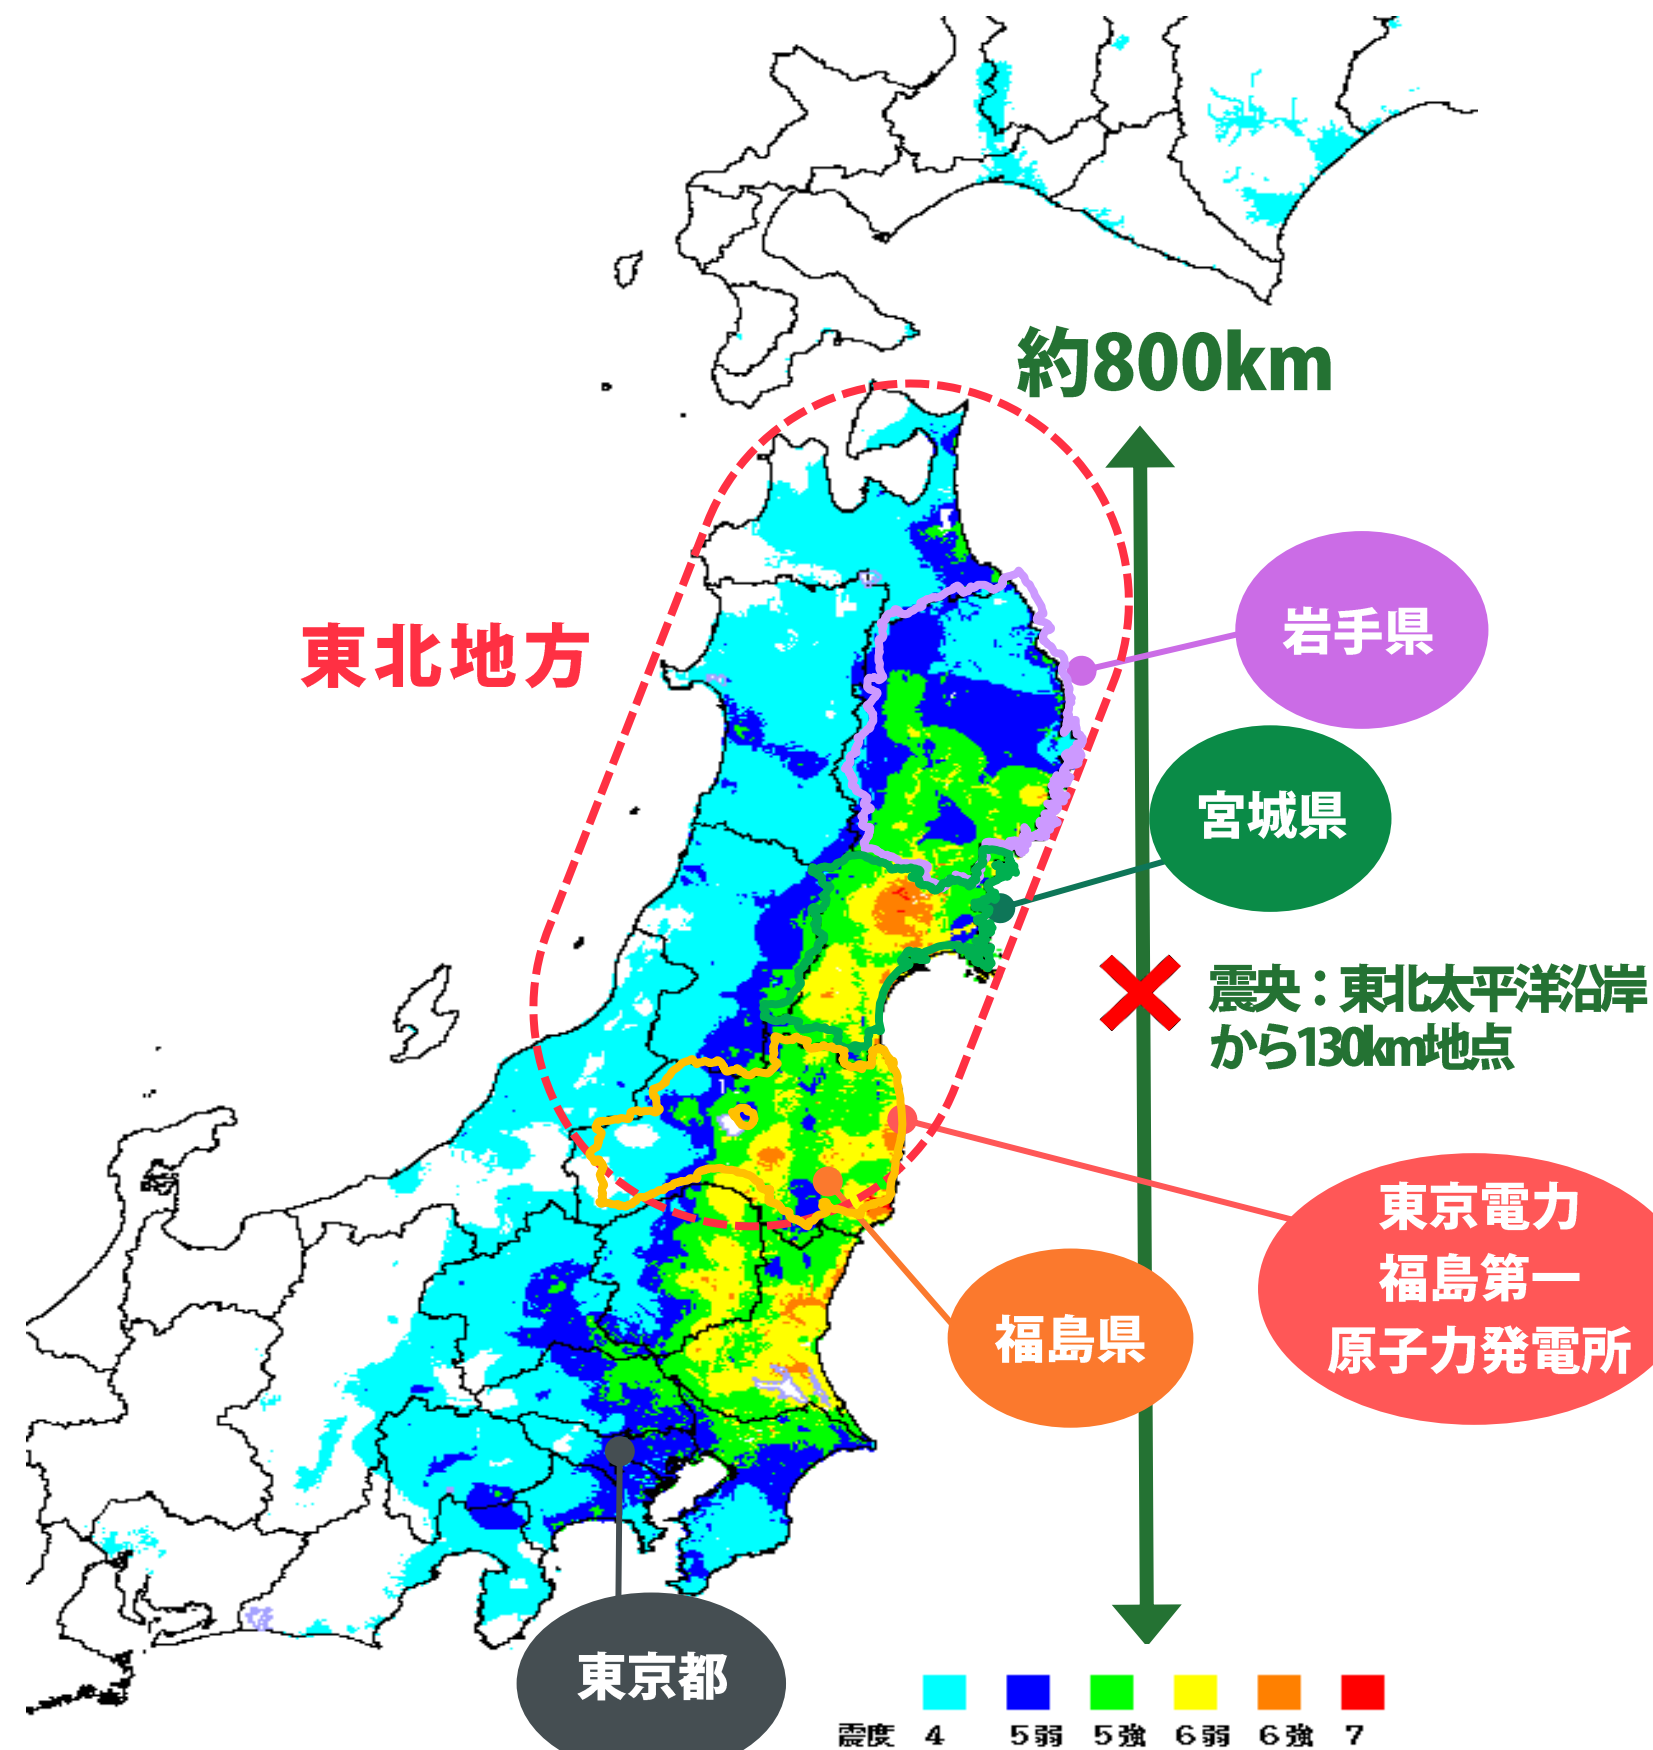 約800km
東北地方
岩手県
宮城県
震央：東北太平洋沿岸
から130km地点
東京電力
福島第一
原子力発電所
福島県
東京都
震度 4 5弱 5強 6弱 6強 7